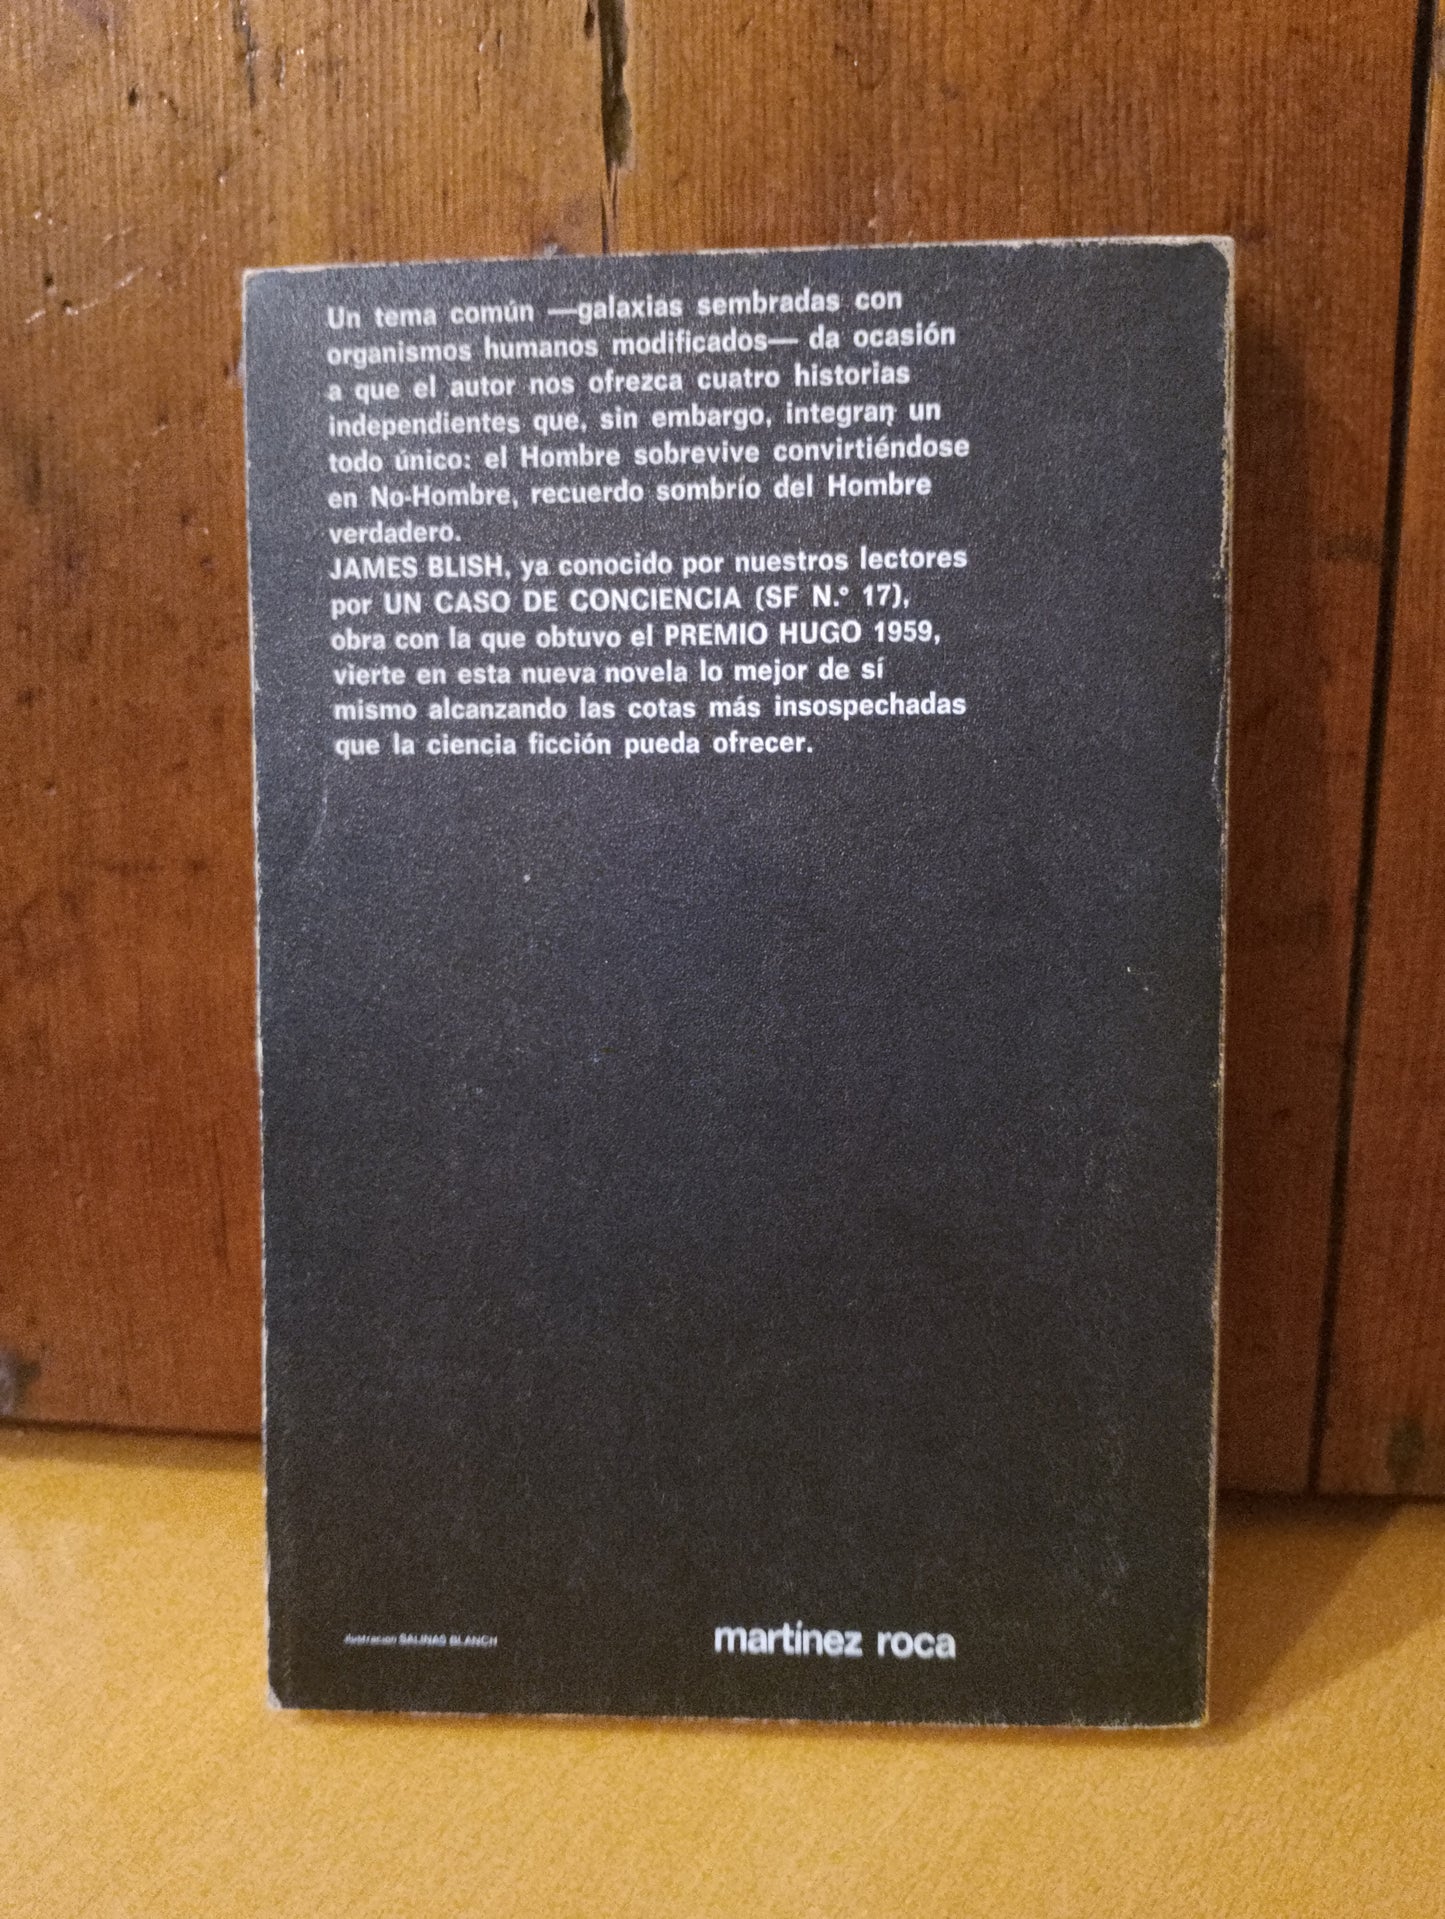 Un tema común —galaxias sembradas con
organismos humanos modificados— da ocasión
a que el autor nos ofrezca cuatro historias
independientes que, sin embargo, integran un
todo único: el Hombre sobrevive convirtiéndose
en No-Hombre, recuerdo sombrío del Hombre
verdadero.
JAMES BLISH, ya conocido por nuestros lectores
por UN CASO DE CONCIENCIA (SF N.° 17),
obra con la que obtuvo el PREMIO HUGO 1959,
vierte en esta nueva novela lo mejor de sí
mismo alcanzando las cotas más insospechadas
que la ciencia ficción pueda ofrecer.
ilustración SALINAS BLANCH
martínez roca